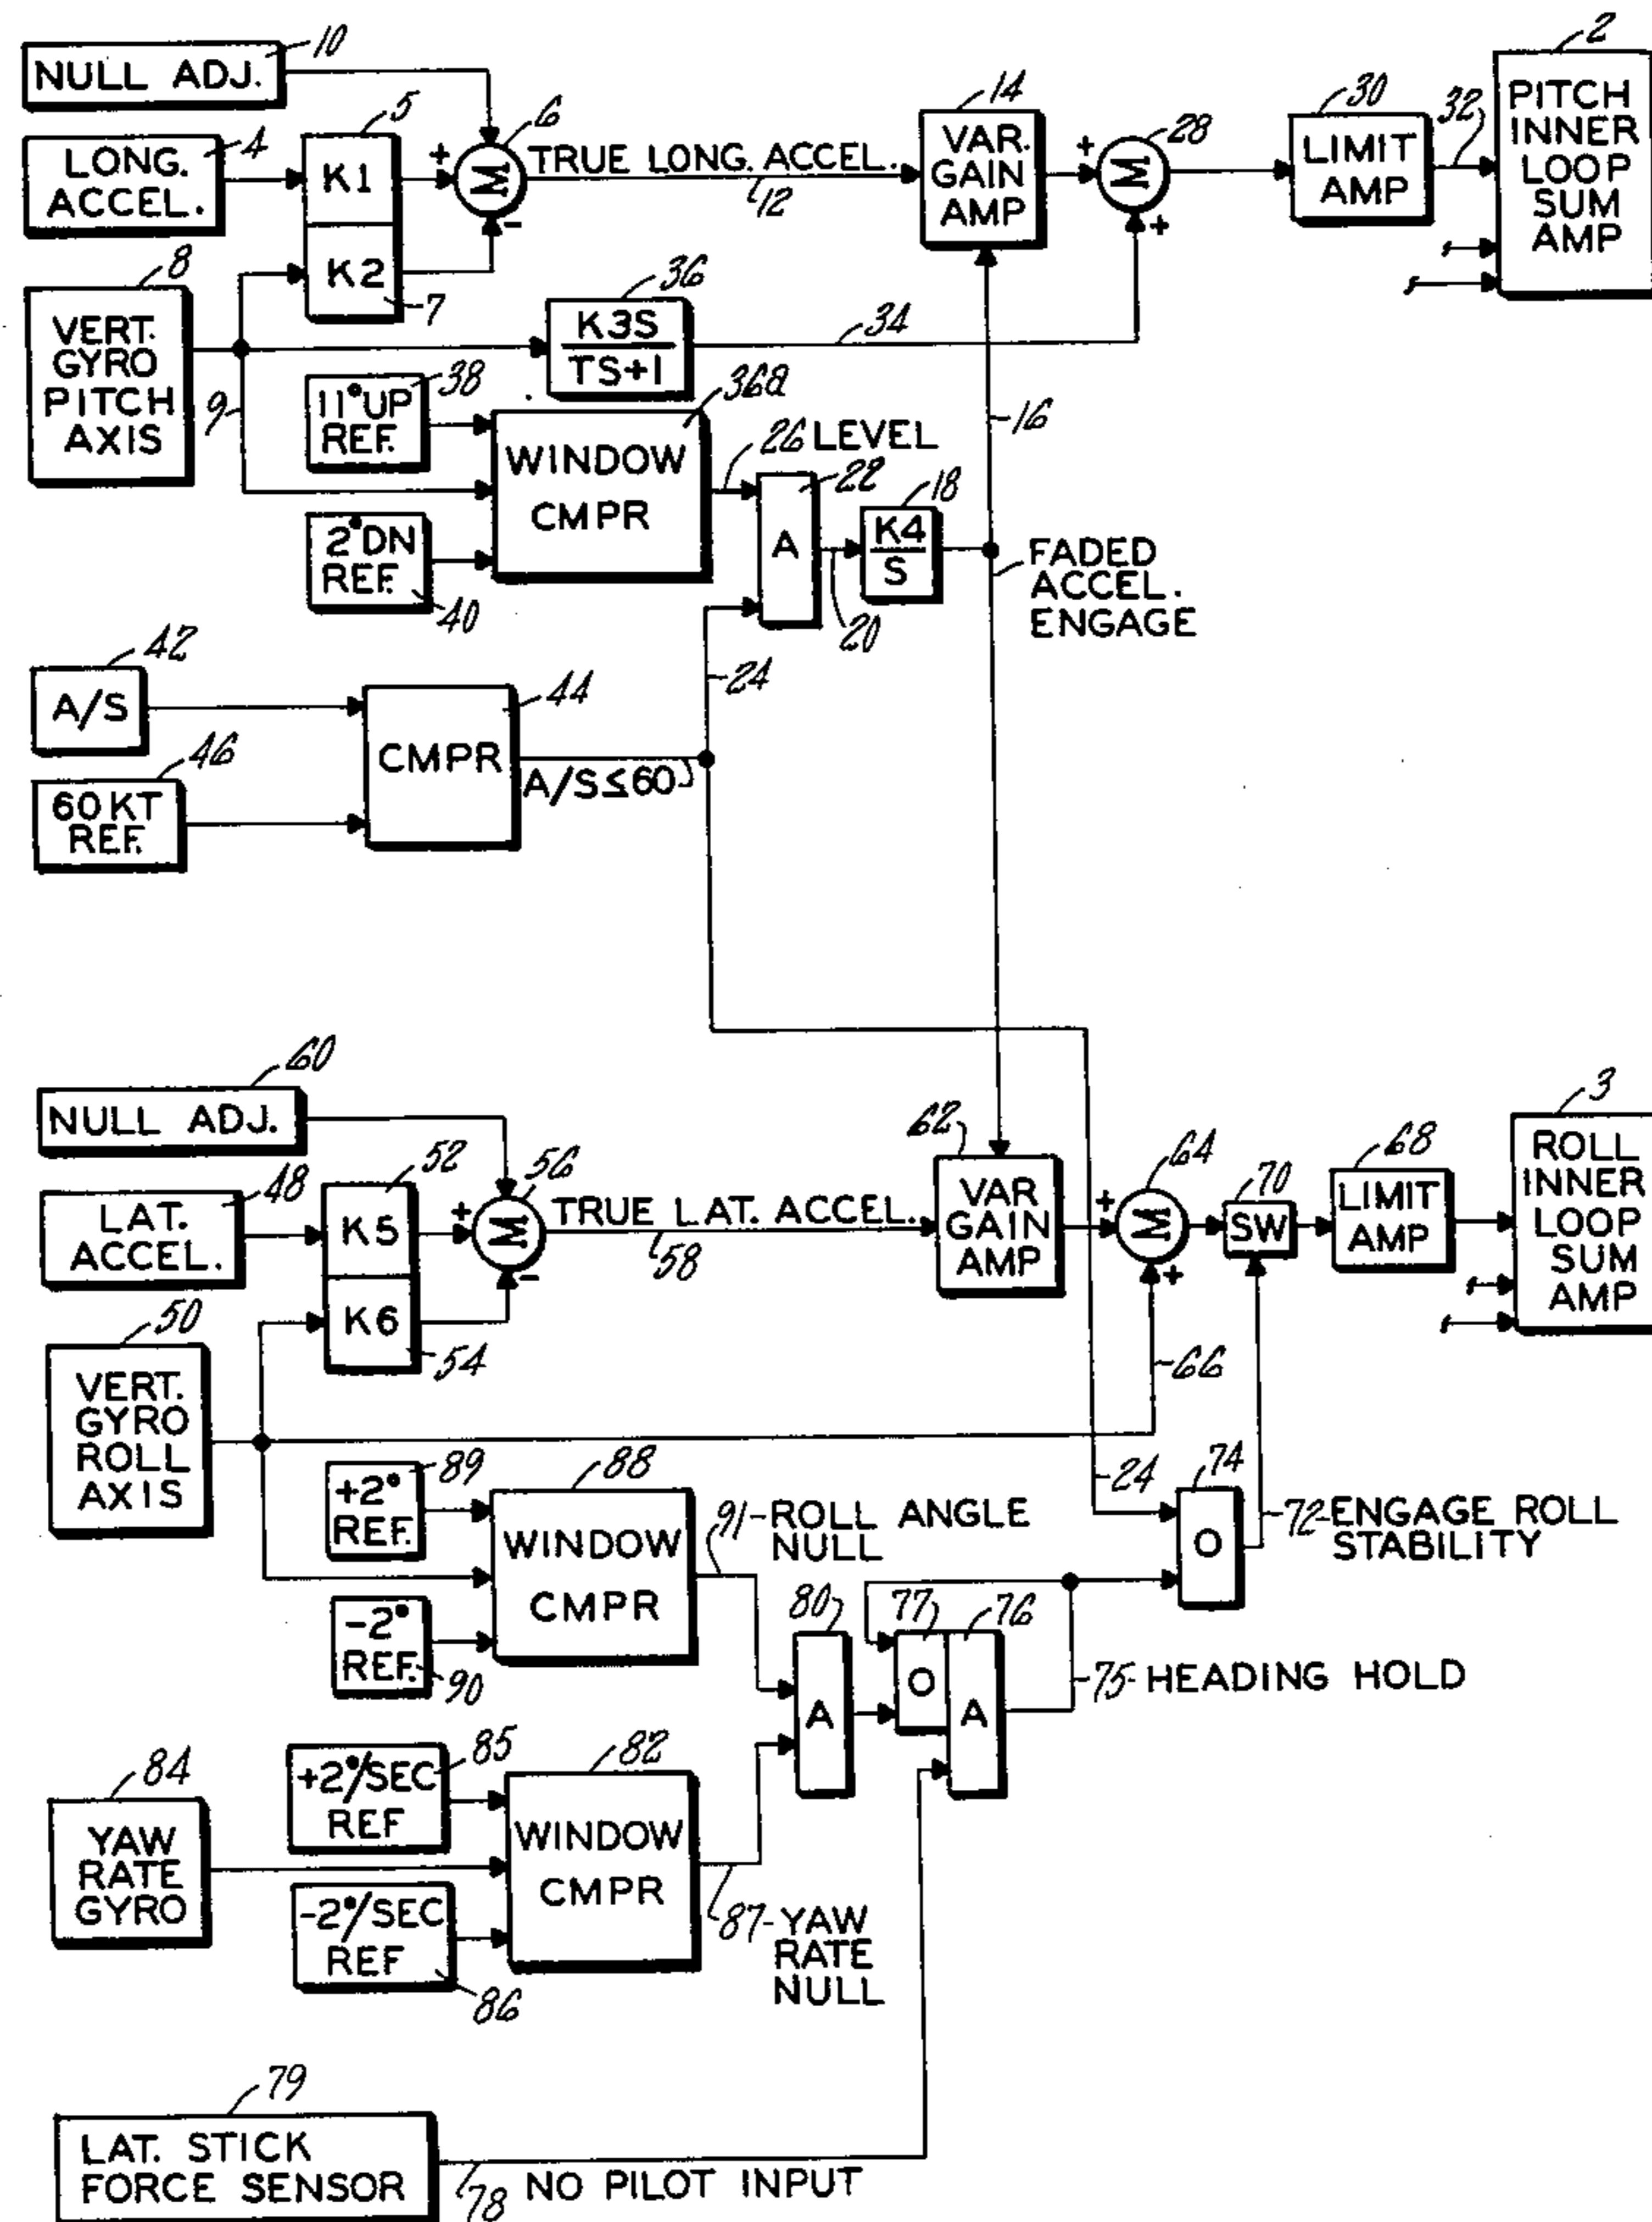 10
NULL ADJ.
4
LONG.
ACCEL.
5
K1
K2
7
6
+
-
Σ
TRUE LONG. ACCEL.
12
14
VAR.
GAIN
AMP
+
Σ
28
+
30
LIMIT
AMP
32
2
PITCH
INNER
LOOP
SUM
AMP
8
VERT.
GYRO
PITCH
AXIS
9
36
K3S
TS+1
34
11° UP
REF.
38
36a
WINDOW
CMPR
2° DN
REF.
40
26 LEVEL
22
A
20
18
K4
S
16
FADED
ACCEL.
ENGAGE
42
A/S
46
60 KT
REF.
44
CMPR
A/S≤60
24
60
NULL ADJ.
48
LAT.
ACCEL.
52
K5
K6
54
56
+
-
Σ
TRUE LAT. ACCEL.
58
62
VAR
GAIN
AMP
64
+
Σ
+
66
70
SW
68
LIMIT
AMP
3
ROLL
INNER
LOOP
SUM
AMP
50
VERT.
GYRO
ROLL
AXIS
89
+2°
REF.
88
WINDOW
CMPR
-2°
REF.
90
91-ROLL ANGLE
NULL
24
74
O
72-ENGAGE ROLL
STABILITY
80
A
77
O
76
A
75-HEADING HOLD
84
YAW
RATE
GYRO
85
+2°/SEC
REF
82
WINDOW
CMPR
-2°/SEC
REF
86
87-YAW
RATE
NULL
79
LAT. STICK
FORCE SENSOR
78
NO PILOT INPUT